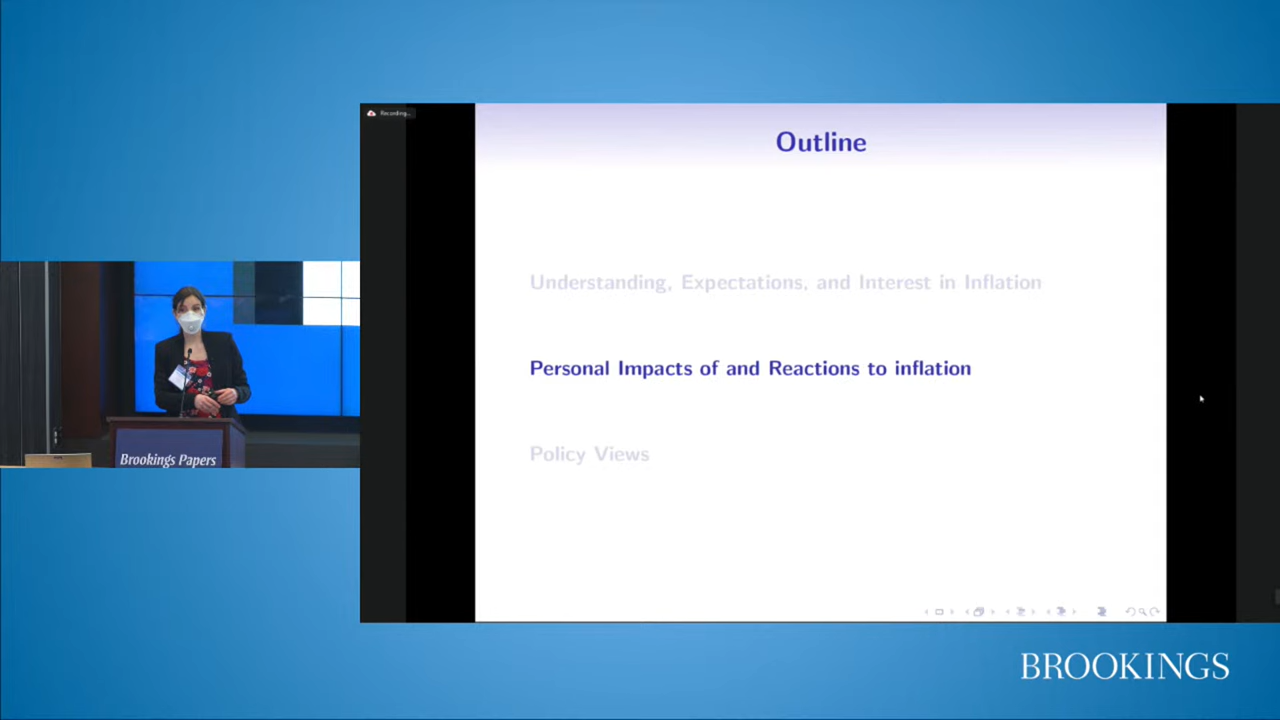 Recording...
Outline
Understanding, Expectations, and Interest in Inflation
Personal Impacts of and Reactions to inflation
Policy Views
Brookings Papers
BROOKINGS